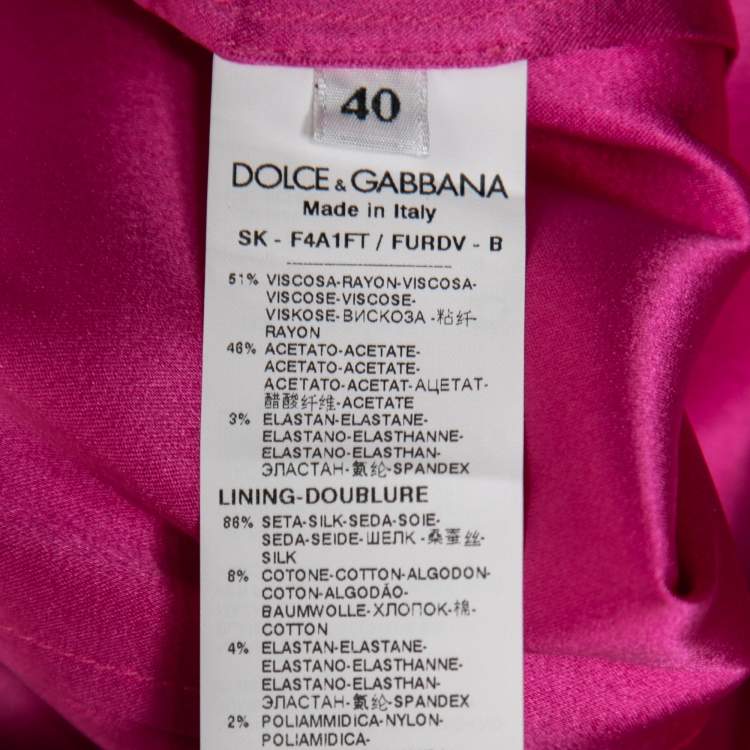 40
DOLCE & GABBANA
Made in Italy
SK - F4A1FT / FURDV - B
51% VISCOSA-RAYON-VISCOSA-
VISCOSE-VISCOSE-
VISKOSE-ВИСКОЗА -粘纤-
RAYON
46% ACETATO-ACETATE-
ACETATO-ACETATE-
ACETATO-ACETAT-АЦЕТАТ-
醋酸纤维-ACETATE
3% ELASTAN-ELASTANE-
ELASTANO-ELASTHANNE-
ELASTANO-ELASTHAN-
ЭЛАСТАН-氨纶-SPANDEX
LINING-DOUBLURE
86% SETA-SILK-SEDA-SOIE-
SEDA-SEIDE-ШЕЛК -桑蚕丝-
SILK
8% COTONE-COTTON-ALGODON-
COTON-ALGODÃO-
BAUMWOLLE-ХЛОПОК-棉-
COTTON
4% ELASTAN-ELASTANE-
ELASTANO-ELASTHANNE-
ELASTANO-ELASTHAN-
ЭЛАСТАН-氨纶-SPANDEX
2% POLIAMMIDICA-NYLON-
POLIAMIDICA-